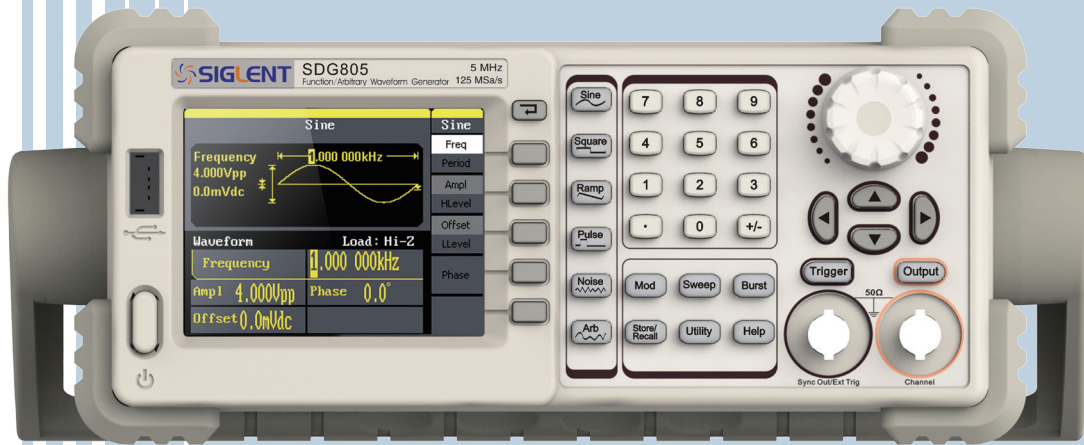 SIGLENT SDG805 5 MHz
Function/Arbitrary Waveform Generator 125 MSa/s
Sine Sine
Freq
Frequency 1.000 000kHz
Period
4.000Vpp
0.0mVdc
Ampl
HLevel
Offset
Waveform Load: Hi-Z
LLevel
Frequency 1.000 000kHz
Phase
Ampl 4.000Vpp Phase 0.0°
Offset 0.0mVdc
Sine
Square
Ramp
Pulse
Noise
Arb
7 8 9
4 5 6
1 2 3
· 0 +/-
Mod Sweep Burst
Store/
Recall
Utility Help
Trigger Output
50Ω
Sync Out/Ext Trig Channel